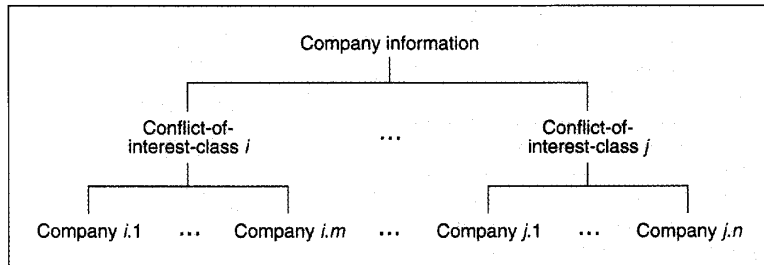 Company information
Conflict-of-
interest-class i
...
Conflict-of-
interest-class j
Company i.1 ... Company i.m ... Company j.1 ... Company j.n